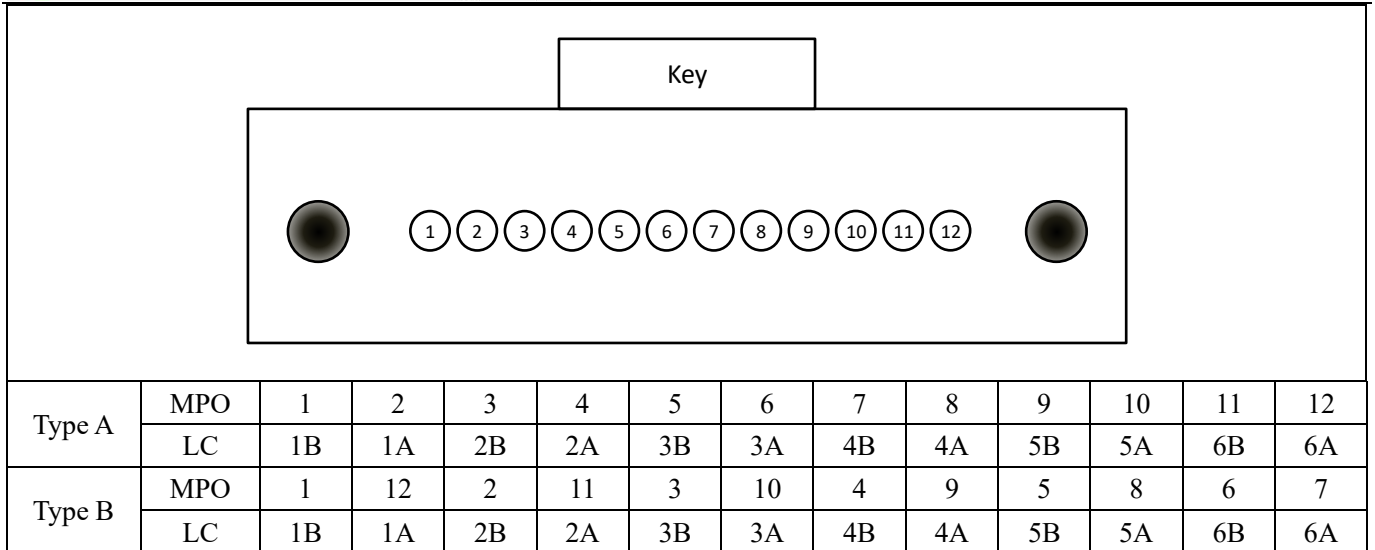 Key
1 2 3 4 5 6 7 8 9 10 11 12
Type A MPO 1 2 3 4 5 6 7 8 9 10 11 12
LC 1B 1A 2B 2A 3B 3A 4B 4A 5B 5A 6B 6A
Type B MPO 1 12 2 11 3 10 4 9 5 8 6 7
LC 1B 1A 2B 2A 3B 3A 4B 4A 5B 5A 6B 6A